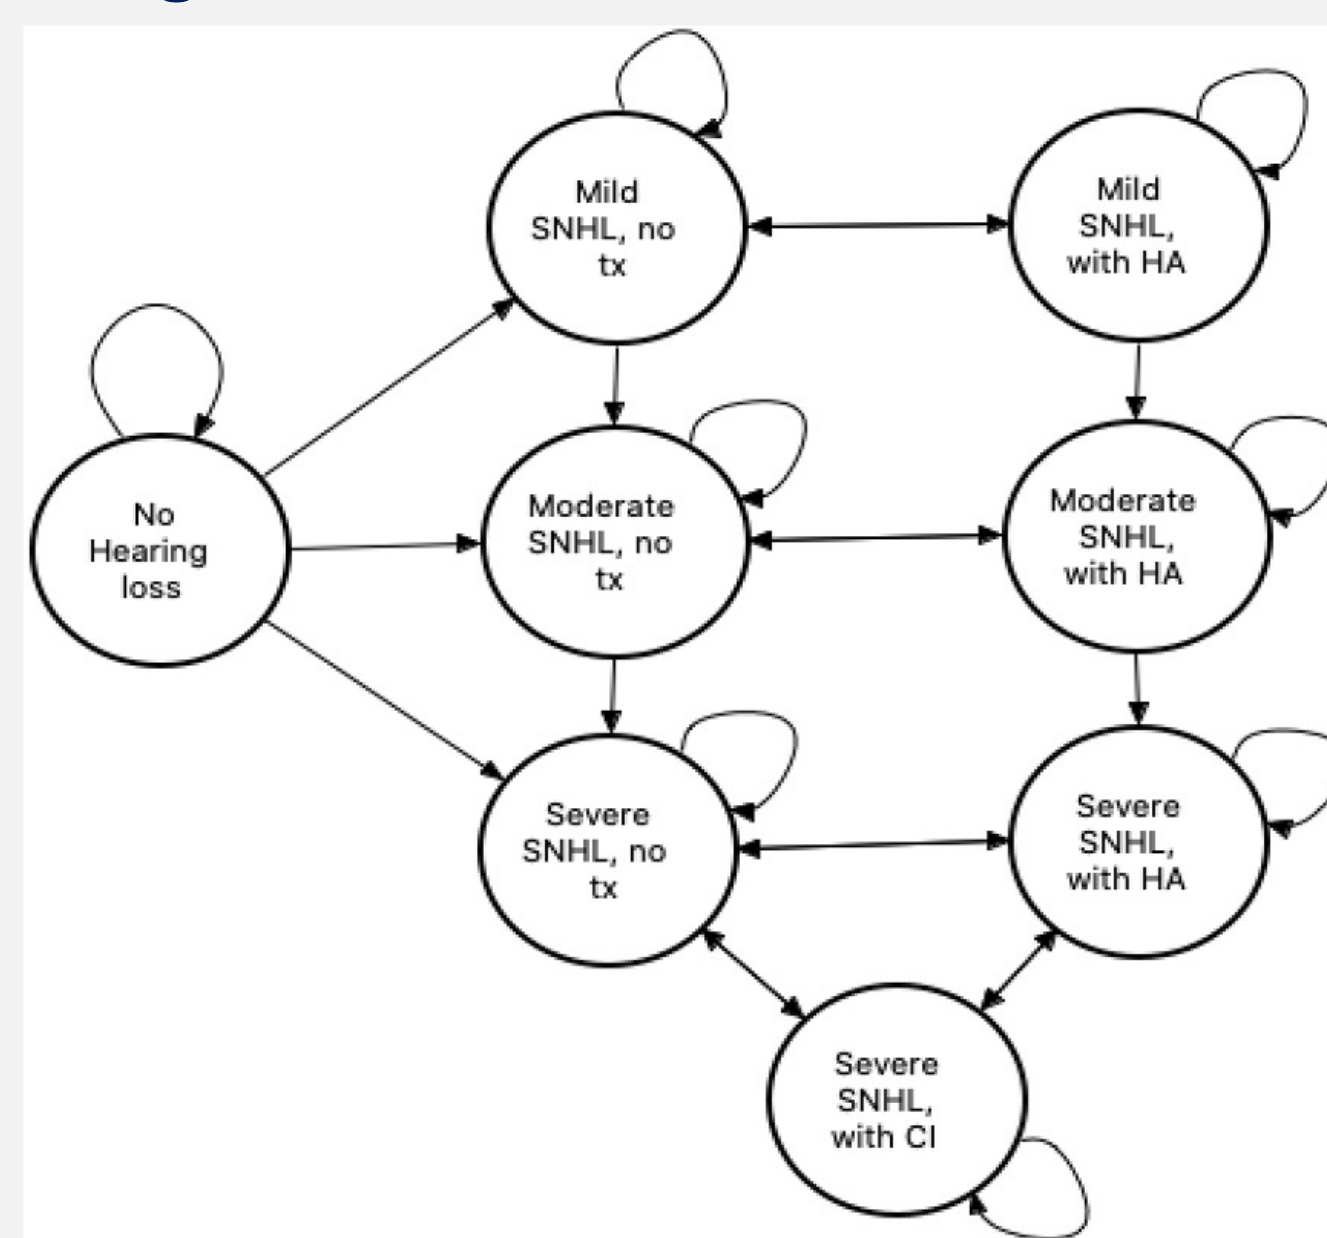 Mild
SNHL, no
tx
Mild
SNHL,
with HA
No
Hearing
loss
Moderate
SNHL, no
tx
Moderate
SNHL,
with HA
Severe
SNHL, no
tx
Severe
SNHL,
with HA
Severe
SNHL,
with CI